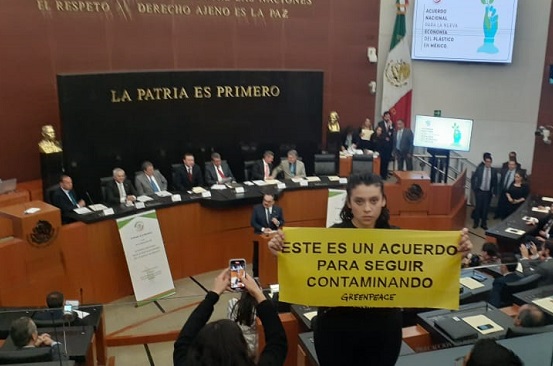 EL RESPETO AL DERECHO AJENO ES LA PAZ
LA PATRIA ES PRIMERO
ACUERDO
NACIONAL
PARA LA NUEVA
ECONOMÍA
DEL PLÁSTICO
EN MÉXICO
ESTE ES UN ACUERDO
PARA SEGUIR
CONTAMINANDO
GREENPEACE